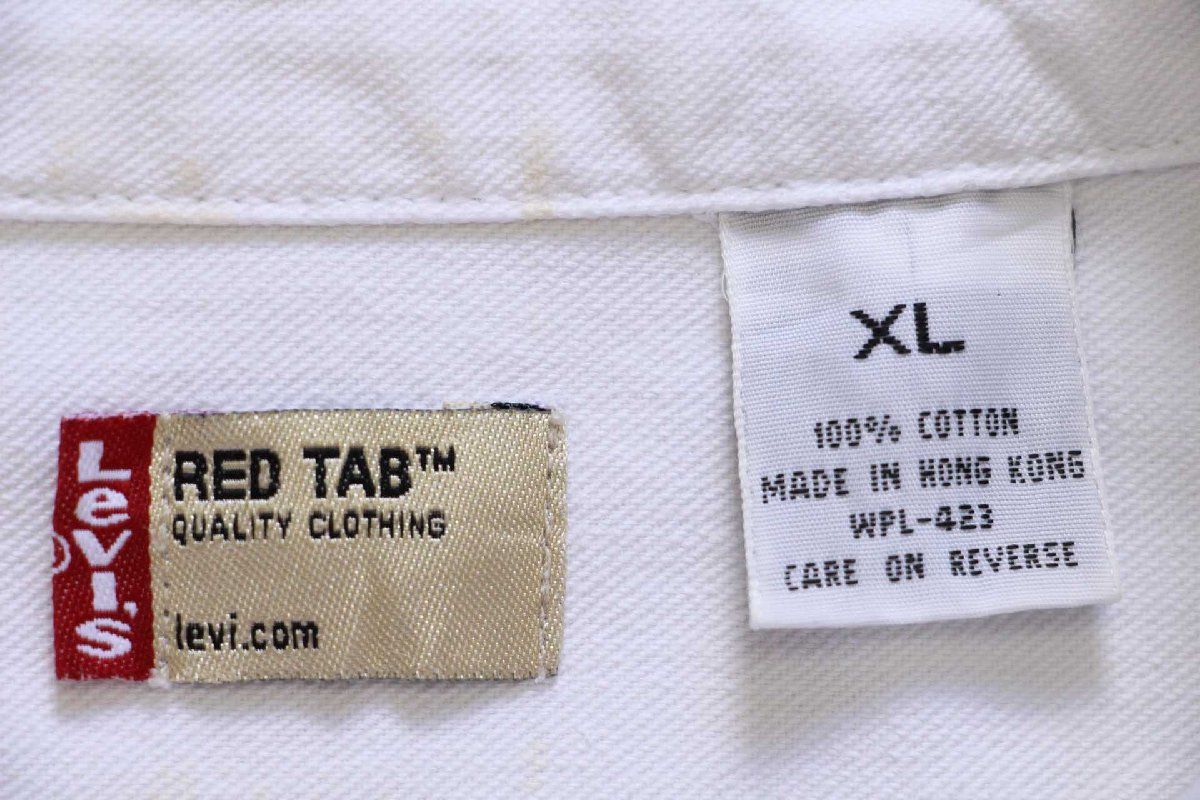 Levi's
®
RED TAB™
QUALITY CLOTHING
levi.com
XL
100% COTTON
MADE IN HONG KONG
WPL-423
CARE ON REVERSE